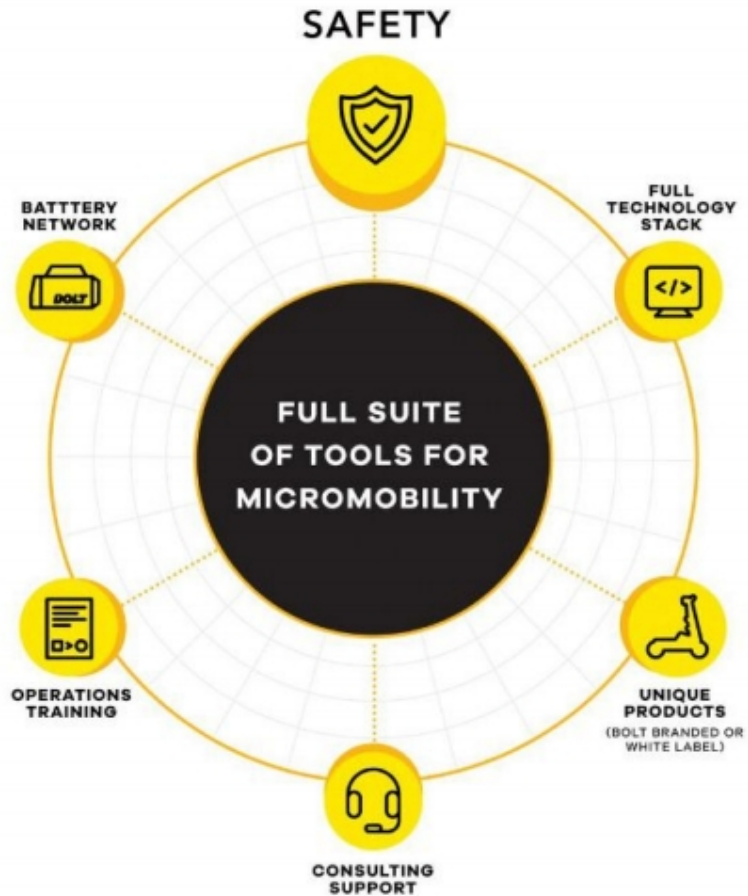 SAFETY
BATTTERY
NETWORK
BOLT
FULL
TECHNOLOGY
STACK
</>
FULL SUITE
OF TOOLS FOR
MICROMOBILITY
OPERATIONS
TRAINING
UNIQUE
PRODUCTS
(BOLT BRANDED OR
WHITE LABEL)
CONSULTING
SUPPORT